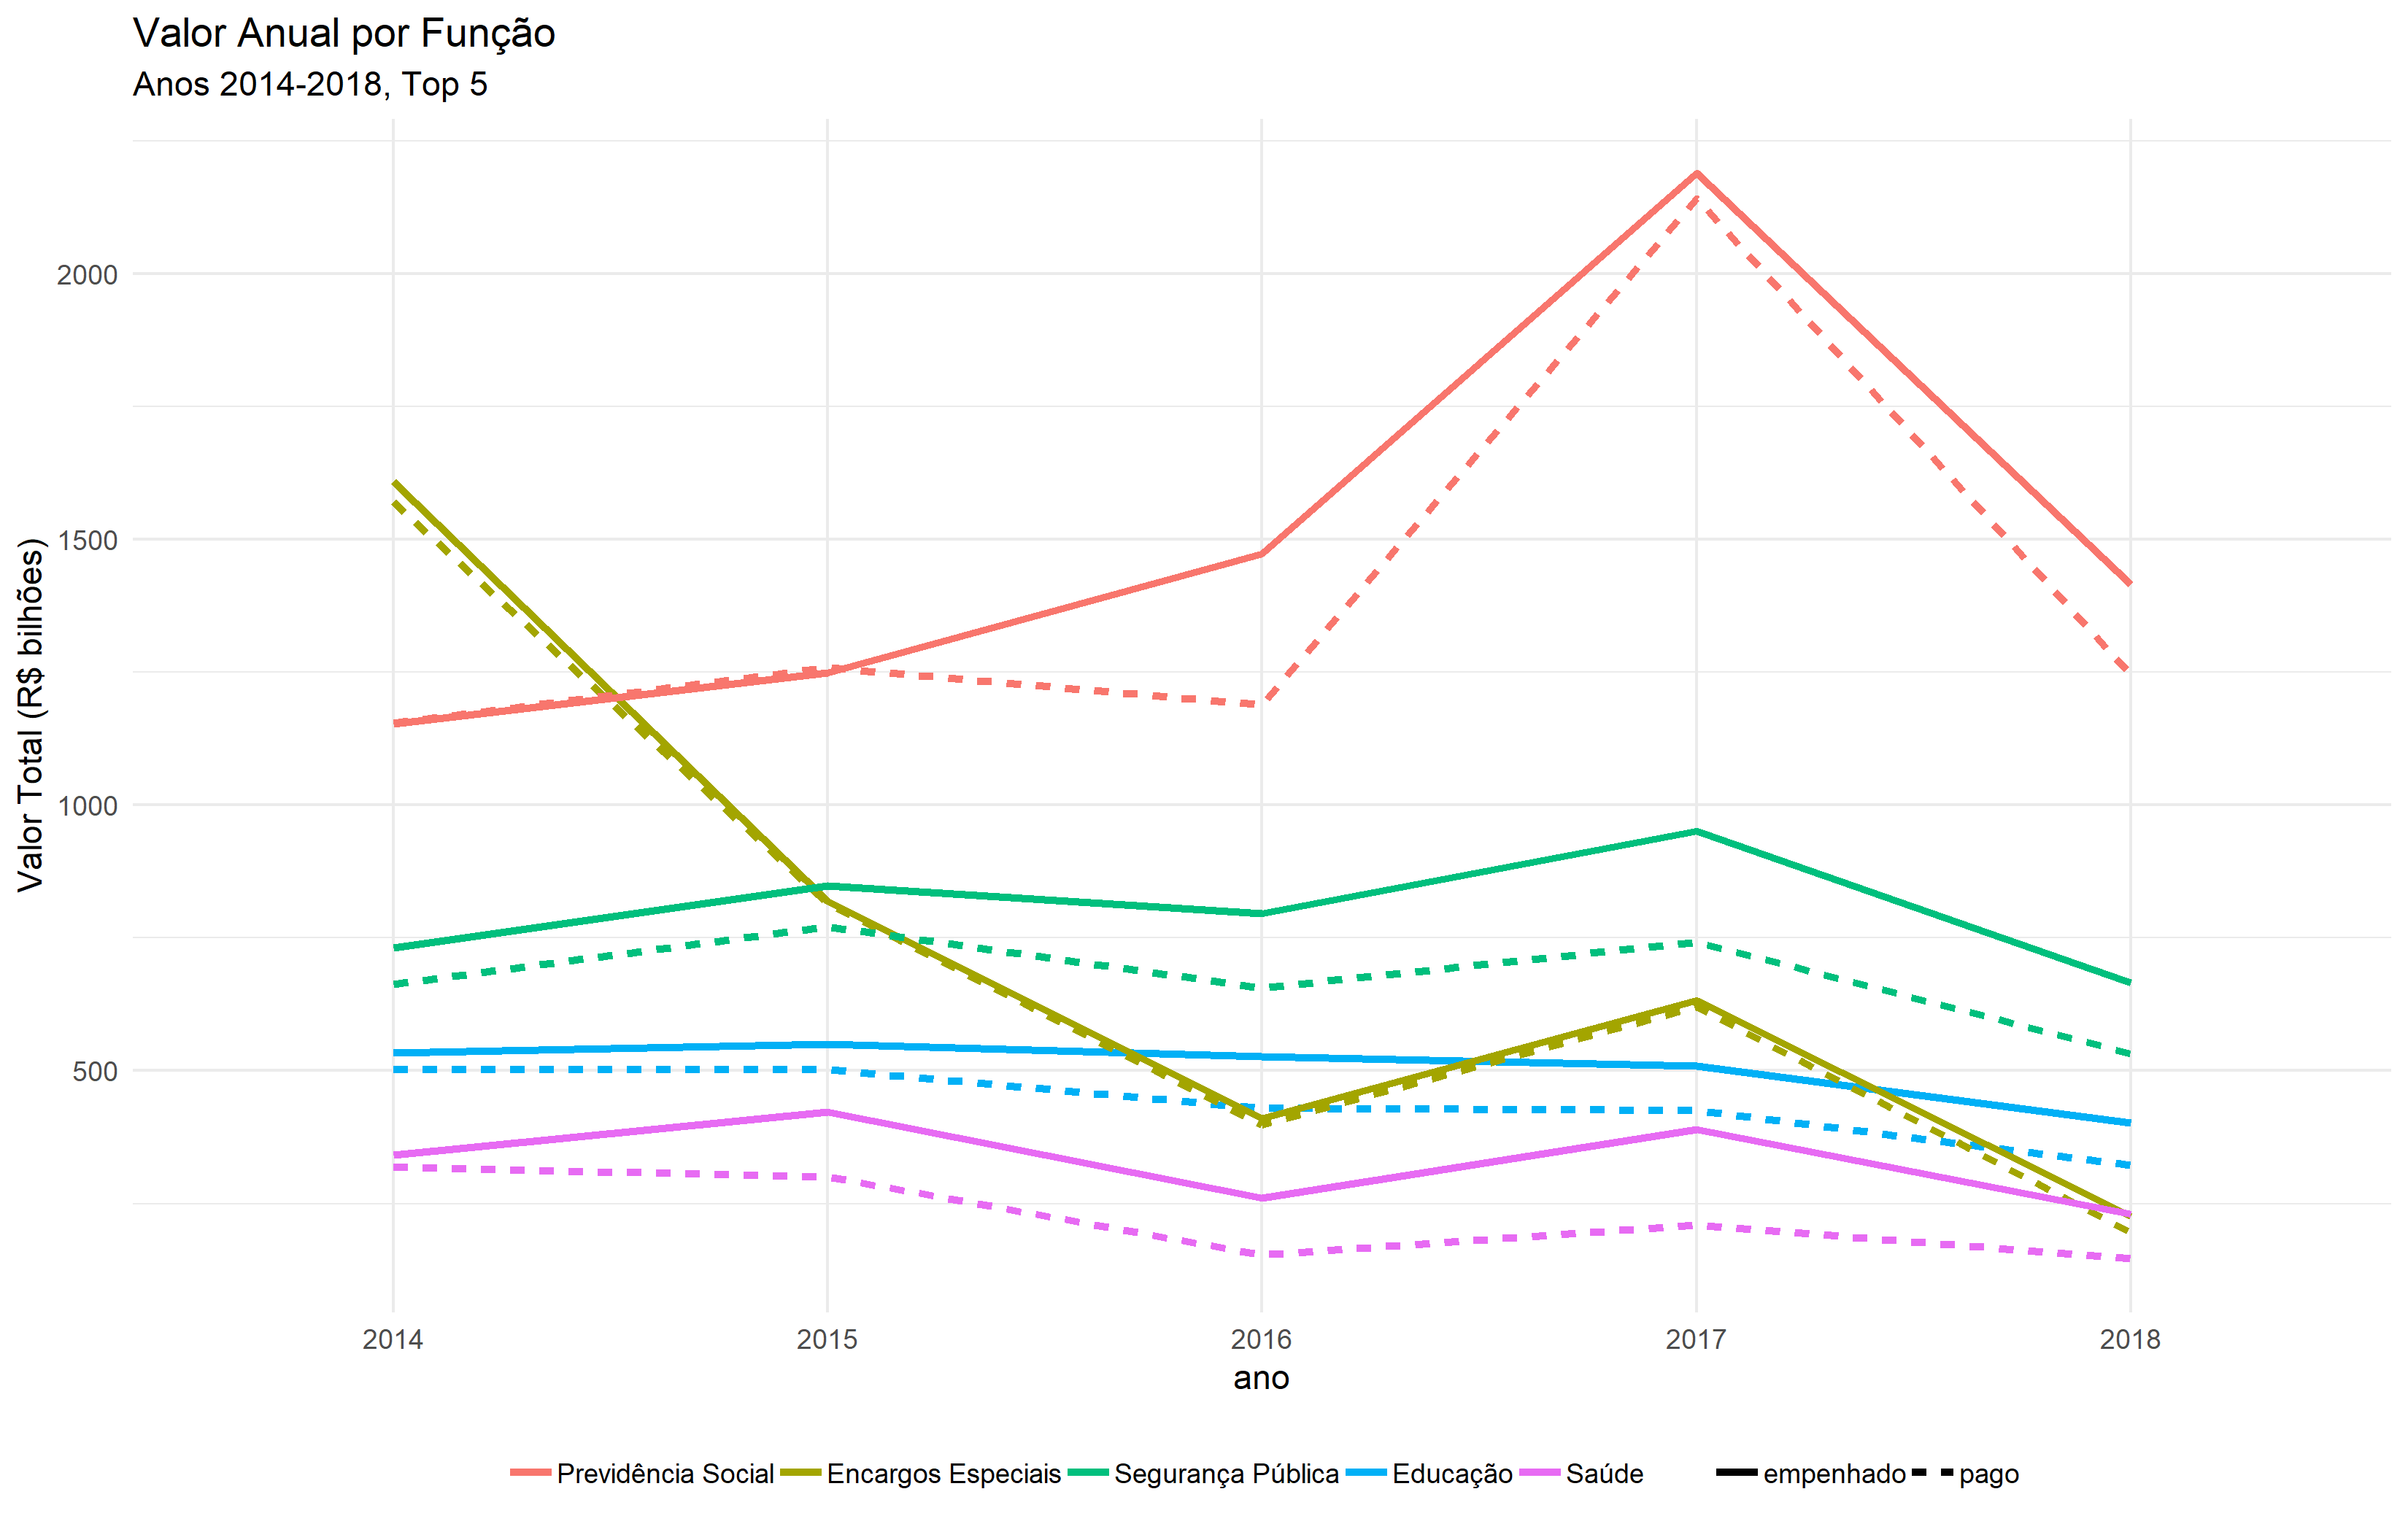 Valor Anual por Função
Anos 2014-2018, Top 5
Valor Total (R$ bilhões)
2000
1500
1000
500
2014 2015 2016 2017 2018
ano
Previdência Social Encargos Especiais Segurança Pública Educação Saúde empenhado pago